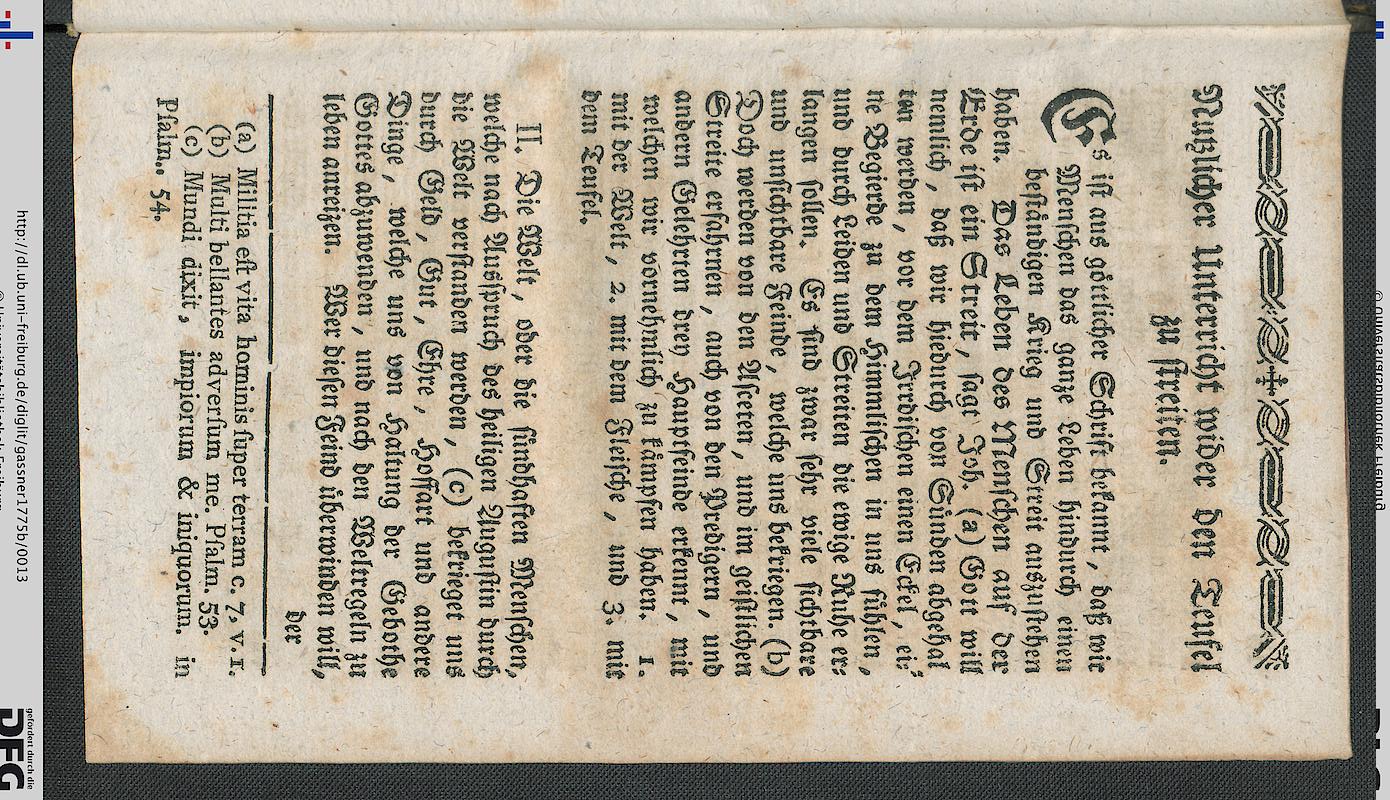 Nutzlicher Unterricht wider den Teufel
zu streiten.
Es ist aus göttlicher Schrift bekannt, daß wir
Menschen das ganze Leben hindurch einen
beständigen Krieg und Streit auszustehen
haben. Das Leben des Menschen auf der
Erde ist ein Streit, sagt Job. (a) Gott will
nemlich, daß wir hiedurch von Sünden abgehal
ten werden, vor dem Irrdischen einen Eckel, ei-
ne Begierde zu dem Himmlischen in uns fühlen,
und durch Leiden und Streiten die ewige Ruhe er-
langen sollen. Es sind zwar sehr viele sichtbare
und unsichtbare Feinde, welche uns bekriegen. (b)
Doch werden von den Asceten, und im geistlichen
Streite erfahrnen, auch von den Predigern, und
andern Gelehrten drey Hauptfeinde erkennt, mit
welchen wir vornehmlich zu kämpfen haben. 1.
mit der Welt, 2. mit dem Fleische, und 3. mit
dem Teufel.
II. Die Welt, oder die sündhaften Menschen,
welche nach Ausspruch des heiligen Augustin durch
die Welt verstanden werden, (c) bekrieget uns
durch Geld, Gut, Ehre, Hoffart und andere
Dinge, welche uns von Haltung der Gebothe
Gottes abzuwenden, und nach den Weltregeln zu
leben anreizen. Wer diesen Feind überwinden will,
der
(a) Militia est vita hominis super terram c. 7. v. 1.
(b) Multi bellantes adversum me. Psalm. 53.
(c) Mundi dixit, impiorum & iniquorum. in
Psalm. 54.
http://dl.ub.uni-freiburg.de/diglit/gassner1775b/0013
gefördert durch die
DFG